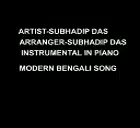 ARTIST-SUBHADIP DAS
ARRANGER-SUBHADIP DAS
INSTRUMENTAL IN PIANO
MODERN BENGALI SONG